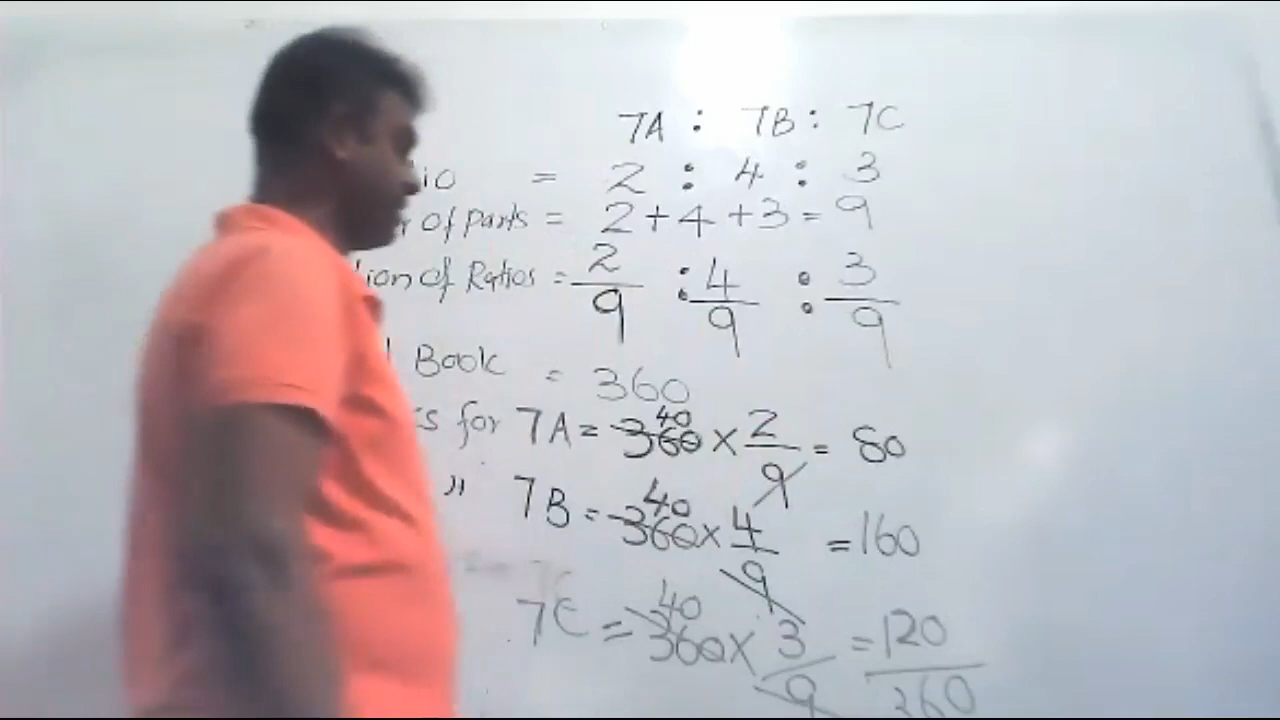 7A : 7B : 7C
= 2 : 4 : 3
of parts = 2+4+3=9
of Ratios = 2/9 : 4/9 : 3/9
Book = 360
for 7A = 360 40 × 2/9 = 80
" 7B = 360 40 × 4/9 = 160
7C = 360 40 × 3/9 = 120
360